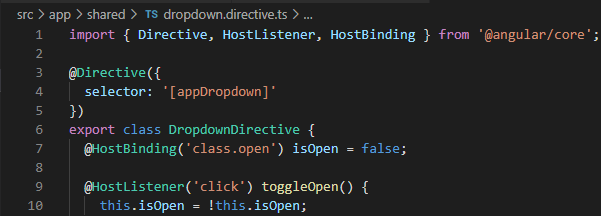 src > app > shared > TS dropdown.directive.ts > ...
1 import { Directive, HostListener, HostBinding } from '@angular/core';
2
3 @Directive({
4 selector: '[appDropdown]'
5 })
6 export class DropdownDirective {
7 @HostBinding('class.open') isOpen = false;
8
9 @HostListener('click') toggleOpen() {
10 this.isOpen = !this.isOpen;